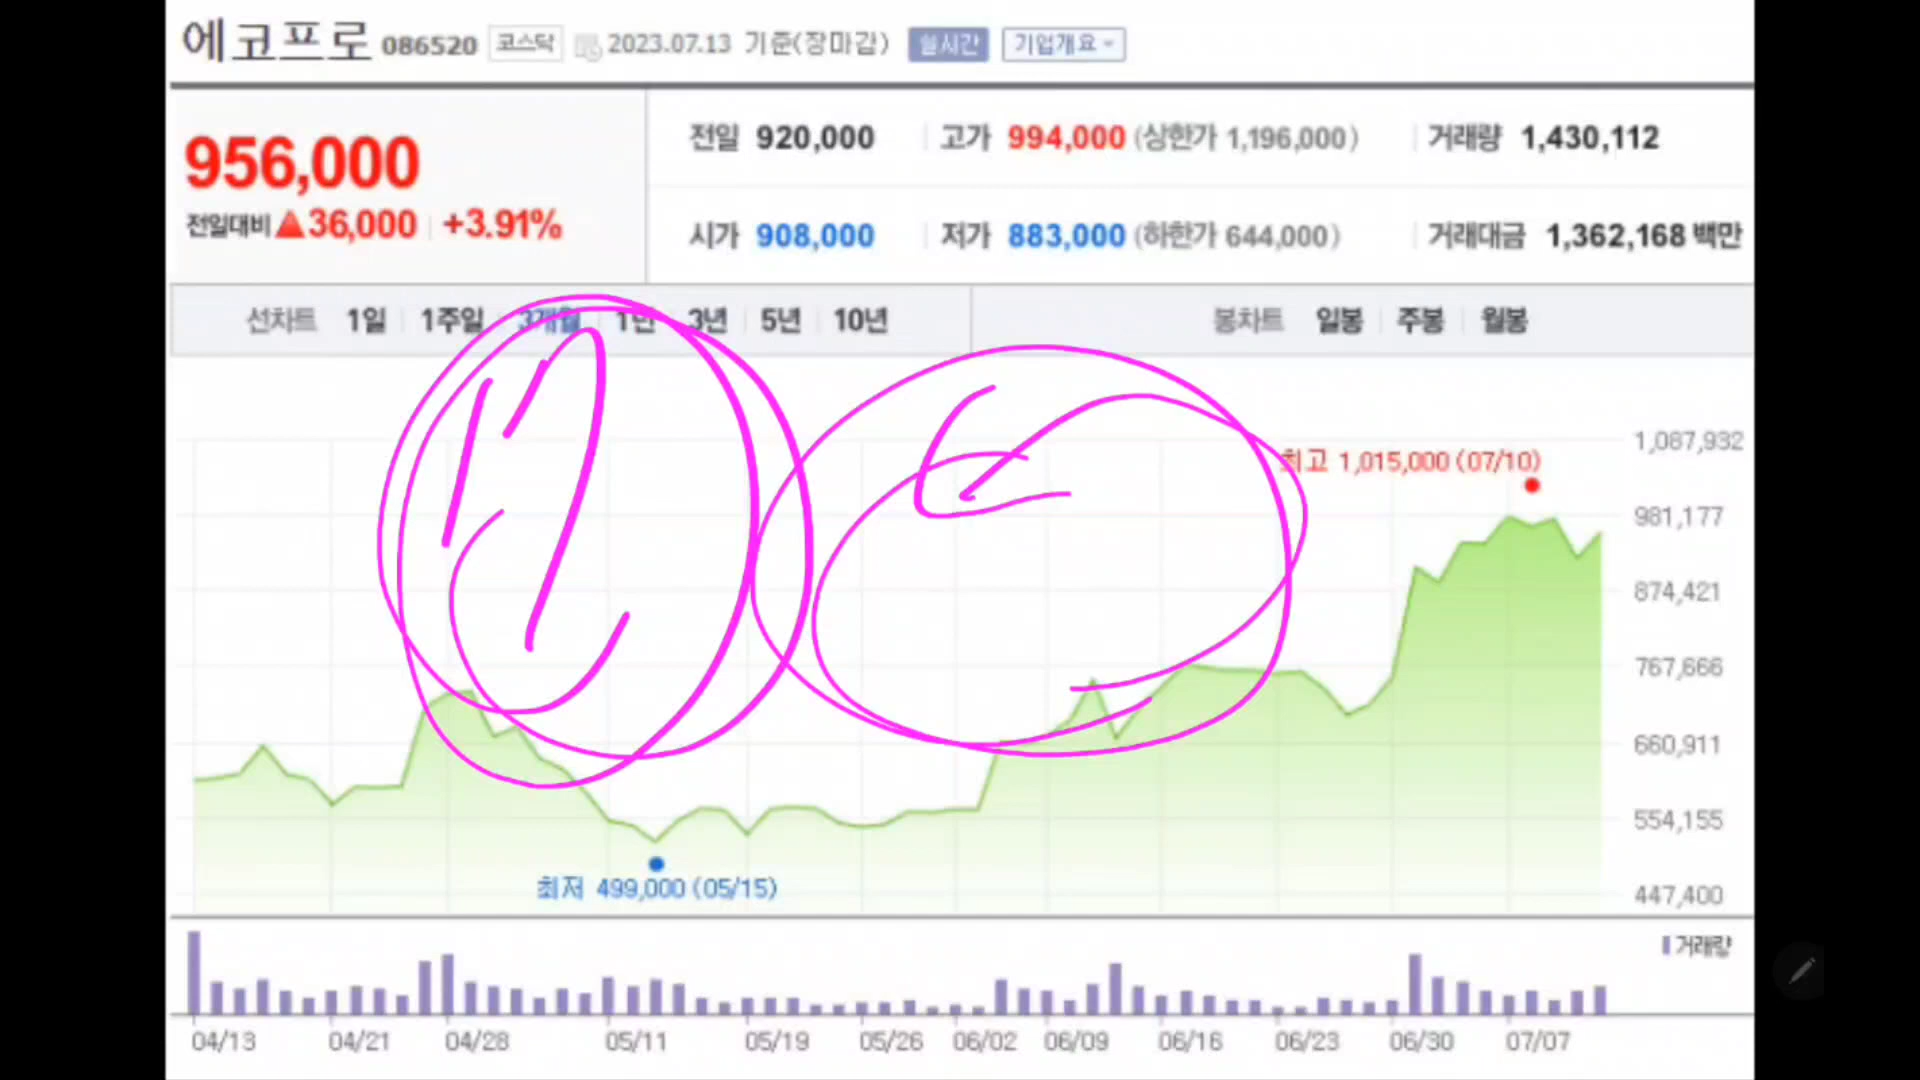 에코프로 086520 코스닥 2023.07.13 기준(장마감) 실시간 기업개요
956,000
전일대비 ▲36,000 +3.91%
전일 920,000 고가 994,000 (상한가 1,196,000) 거래량 1,430,112
시가 908,000 저가 883,000 (하한가 644,000) 거래대금 1,362,168 백만
선차트 1일 1주일 3개월 1년 3년 5년 10년 봉차트 일봉 주봉 월봉
1,087,932
최고 1,015,000 (07/10)
981,177
874,421
767,666
660,911
554,155
최저 499,000 (05/15)
447,400
거래량
04/13 04/21 04/28 05/11 05/19 05/26 06/02 06/09 06/16 06/23 06/30 07/07